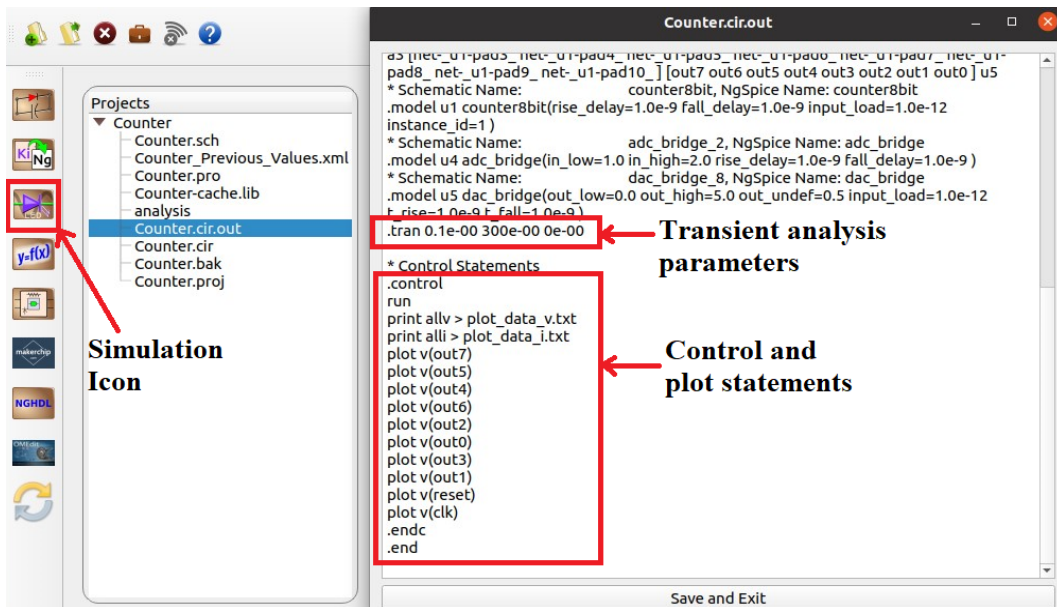 Counter.cir.out
Projects
Counter
Counter.sch
Counter_Previous_Values.xml
Counter.pro
Counter-cache.lib
analysis
Counter.cir.out
Counter.cir
Counter.bak
Counter.proj
Ki Ng
y=f(x)
makerchip
NGHDL
OMEdit
Simulation
Icon
a3 [net-_u1-pad3_ net-_u1-pad4_ net-_u1-pad5_ net-_u1-pad6_ net-_u1-pad7_ net-_u1-
pad8_ net-_u1-pad9_ net-_u1-pad10_ ] [out7 out6 out5 out4 out3 out2 out1 out0 ] u5
* Schematic Name: counter8bit, NgSpice Name: counter8bit
.model u1 counter8bit(rise_delay=1.0e-9 fall_delay=1.0e-9 input_load=1.0e-12
instance_id=1 )
* Schematic Name: adc_bridge_2, NgSpice Name: adc_bridge
.model u4 adc_bridge(in_low=1.0 in_high=2.0 rise_delay=1.0e-9 fall_delay=1.0e-9 )
* Schematic Name: dac_bridge_8, NgSpice Name: dac_bridge
.model u5 dac_bridge(out_low=0.0 out_high=5.0 out_undef=0.5 input_load=1.0e-12
t_rise=1.0e-9 t_fall=1.0e-9 )
.tran 0.1e-00 300e-00 0e-00
* Control Statements
.control
run
print allv > plot_data_v.txt
print alli > plot_data_i.txt
plot v(out7)
plot v(out5)
plot v(out4)
plot v(out6)
plot v(out2)
plot v(out0)
plot v(out3)
plot v(out1)
plot v(reset)
plot v(clk)
.endc
.end
Transient analysis
parameters
Control and
plot statements
Save and Exit